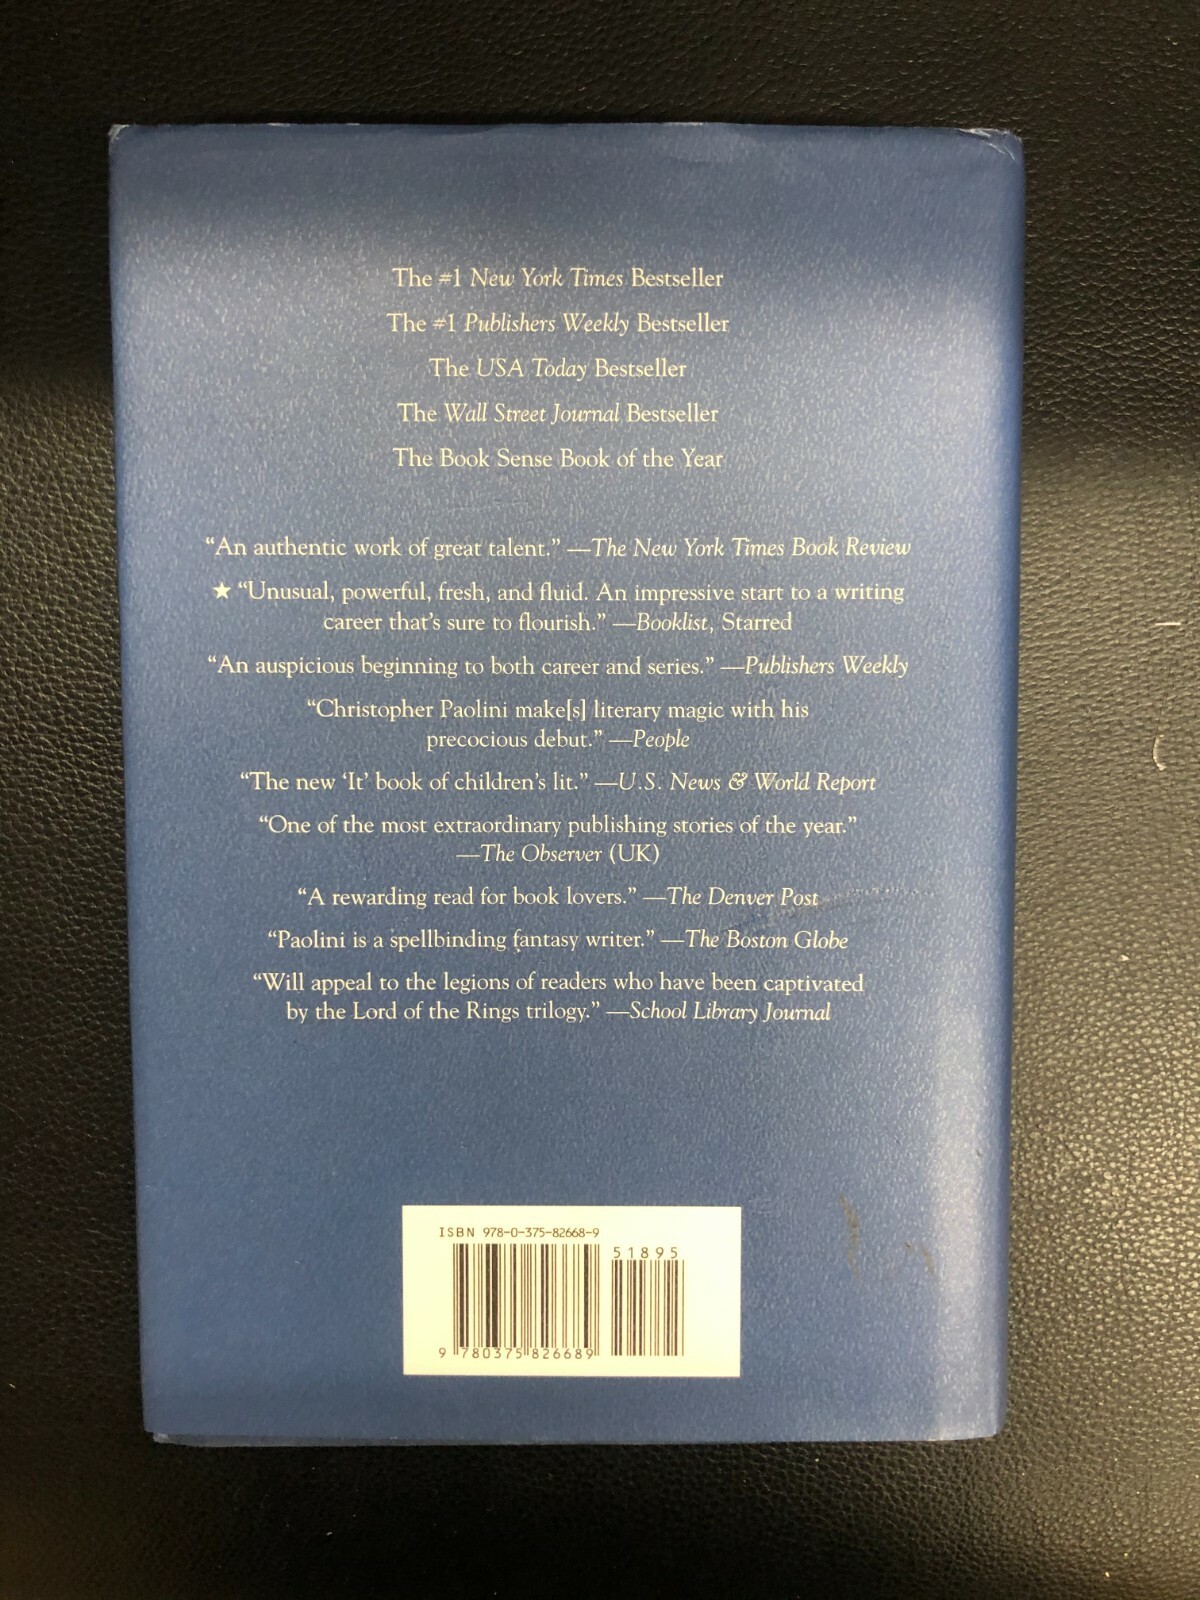 The #1 New York Times Bestseller
The #1 Publishers Weekly Bestseller
The USA Today Bestseller
The Wall Street Journal Bestseller
The Book Sense Book of the Year
“An authentic work of great talent.” —The New York Times Book Review
★ “Unusual, powerful, fresh, and fluid. An impressive start to a writing
career that’s sure to flourish.” —Booklist, Starred
“An auspicious beginning to both career and series.” —Publishers Weekly
“Christopher Paolini make[s] literary magic with his
precocious debut.” —People
“The new ‘It’ book of children’s lit.” —U.S. News & World Report
“One of the most extraordinary publishing stories of the year.”
—The Observer (UK)
“A rewarding read for book lovers.” —The Denver Post
“Paolini is a spellbinding fantasy writer.” —The Boston Globe
“Will appeal to the legions of readers who have been captivated
by the Lord of the Rings trilogy.” —School Library Journal
ISBN 978-0-375-82668-9
51895
9 780375 826689